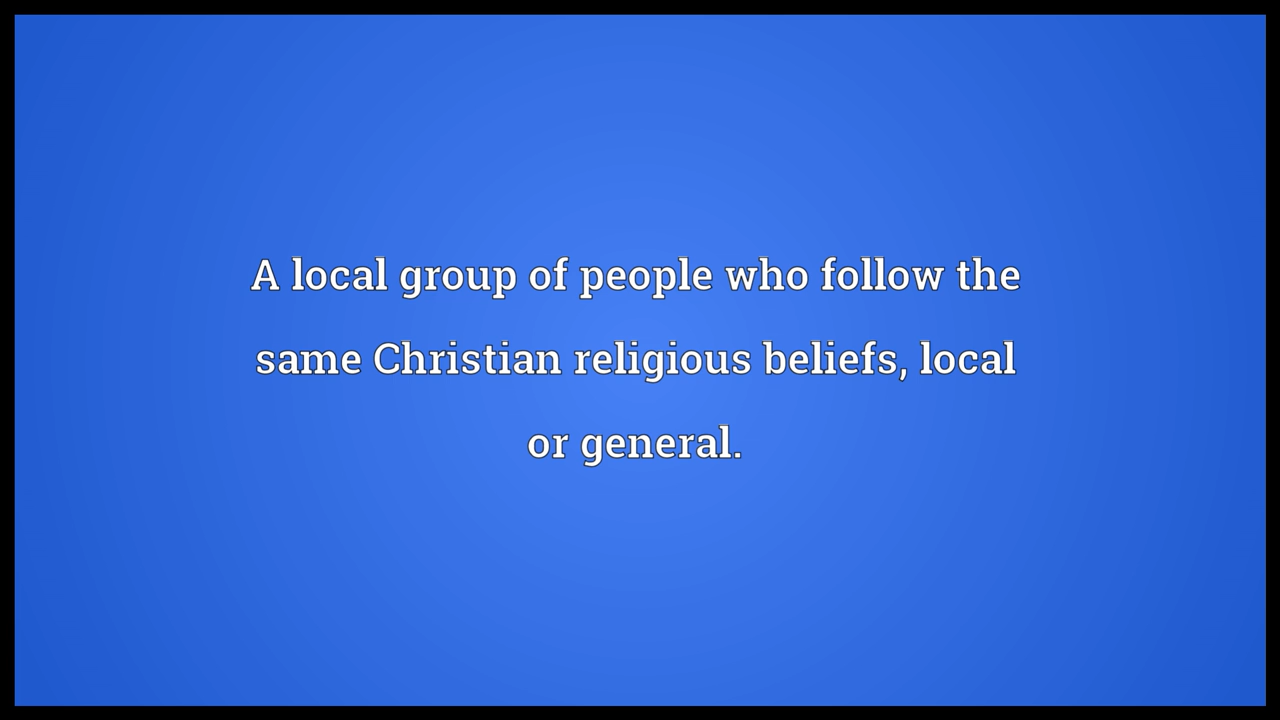 A local group of people who follow the
same Christian religious beliefs, local
or general.